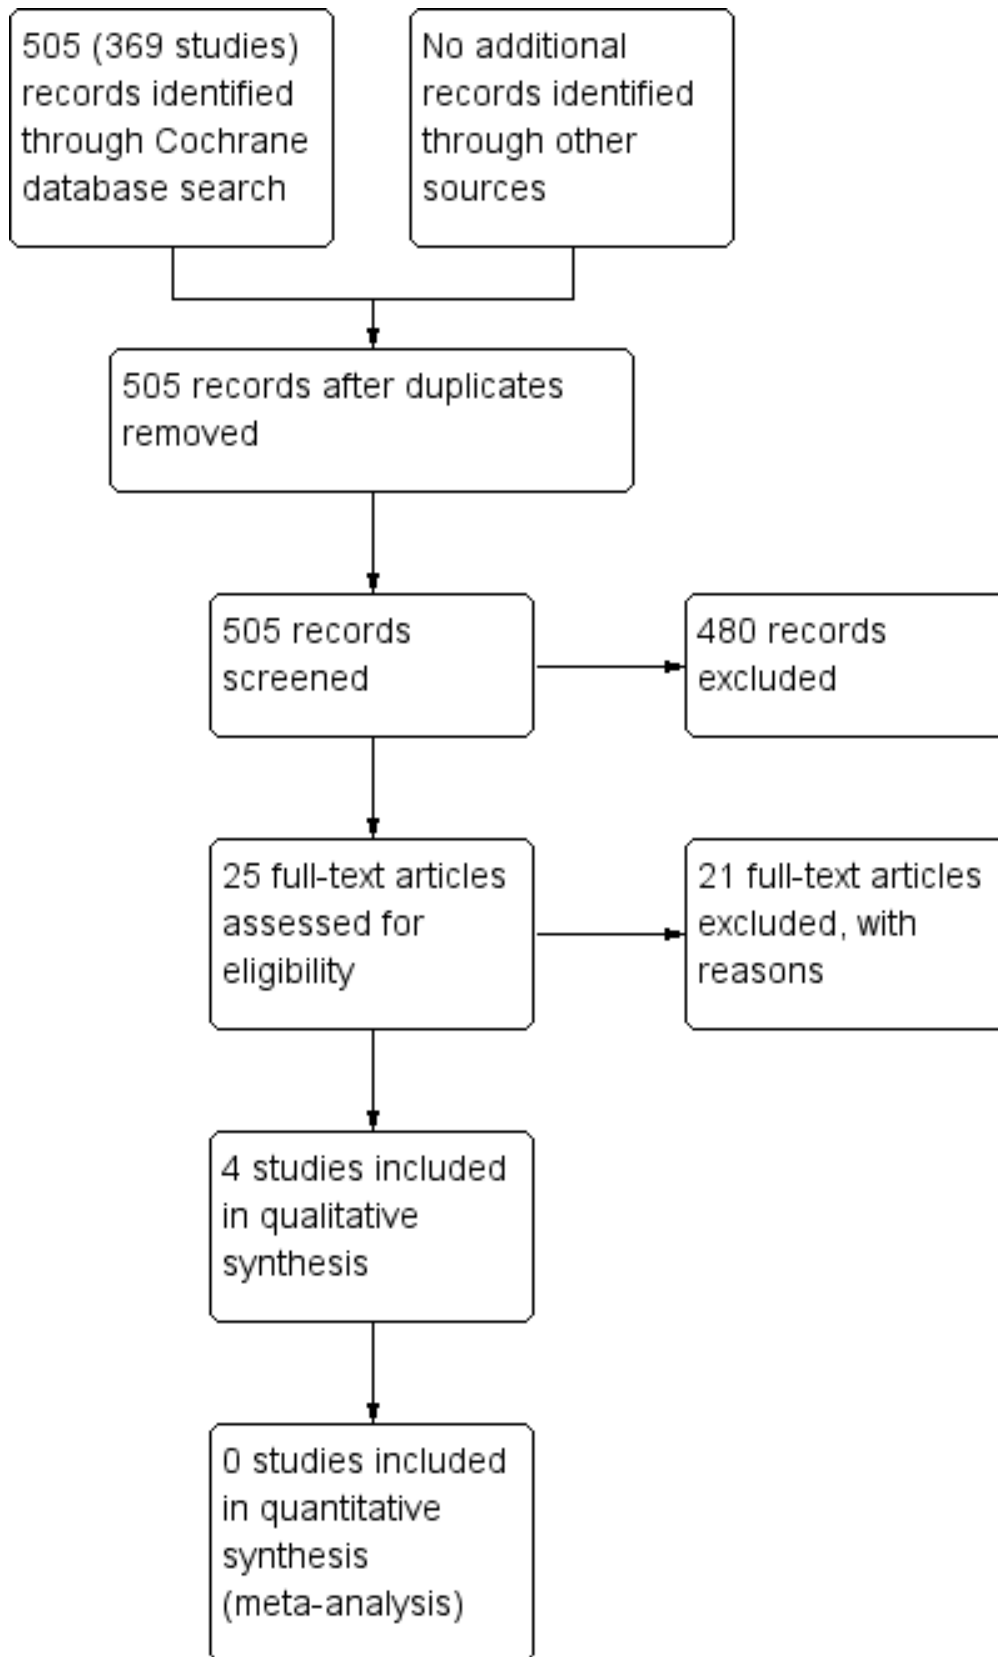 505 (369 studies)
records identified
through Cochrane
database search
No additional
records identified
through other
sources
505 records after duplicates
removed
505 records
screened
480 records
excluded
25 full-text articles
assessed for
eligibility
21 full-text articles
excluded, with
reasons
4 studies included
in qualitative
synthesis
0 studies included
in quantitative
synthesis
(meta-analysis)